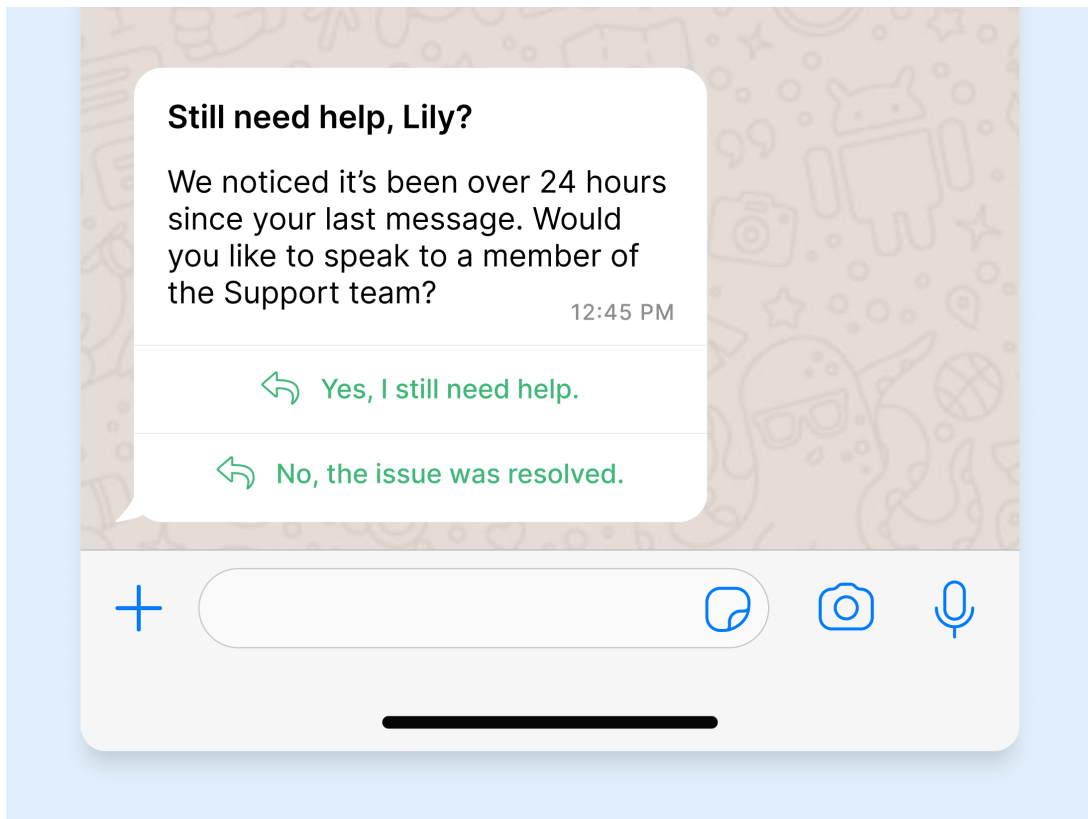 Still need help, Lily?
We noticed it’s been over 24 hours
since your last message. Would
you like to speak to a member of
the Support team?
12:45 PM
Yes, I still need help.
No, the issue was resolved.